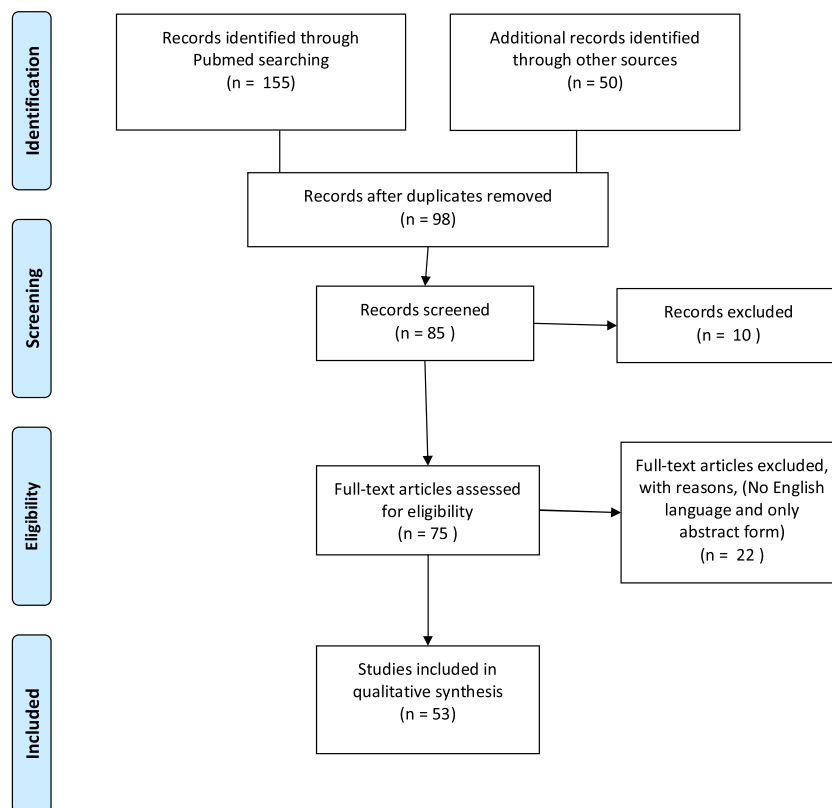 Identification
Records identified through
Pubmed searching
(n =  155)
Additional records identified
through other sources
(n = 50)
Records after duplicates removed
(n = 98)
Screening
Records screened
(n = 85 )
Records excluded
(n =  10 )
Eligibility
Full-text articles assessed
for eligibility
(n = 75 )
Full-text articles excluded,
with reasons, (No English
language and only
abstract form)
(n =  22 )
Included
Studies included in
qualitative synthesis
(n = 53)